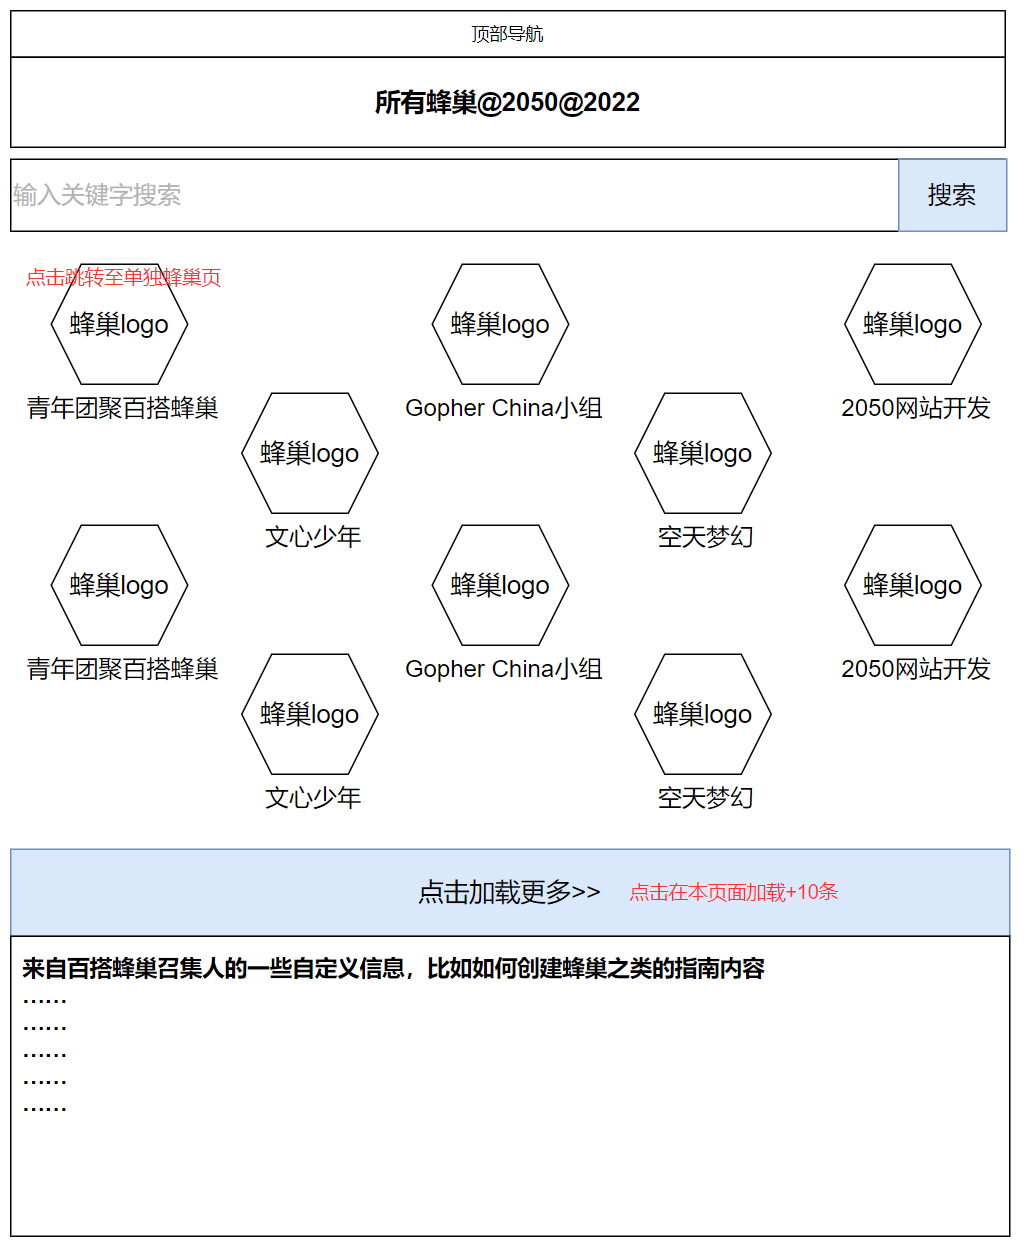 顶部导航
所有蜂巢@2050@2022
输入关键字搜索
搜索
点击跳转至单独蜂巢页
蜂巢logo
蜂巢logo
蜂巢logo
青年团聚百搭蜂巢
Gopher China小组
2050网站开发
蜂巢logo
蜂巢logo
文心少年
空天梦幻
蜂巢logo
蜂巢logo
蜂巢logo
青年团聚百搭蜂巢
Gopher China小组
2050网站开发
蜂巢logo
蜂巢logo
文心少年
空天梦幻
点击加载更多>>
点击在本页面加载+10条
来自百搭蜂巢召集人的一些自定义信息，比如如何创建蜂巢之类的指南内容
……
……
……
……
……